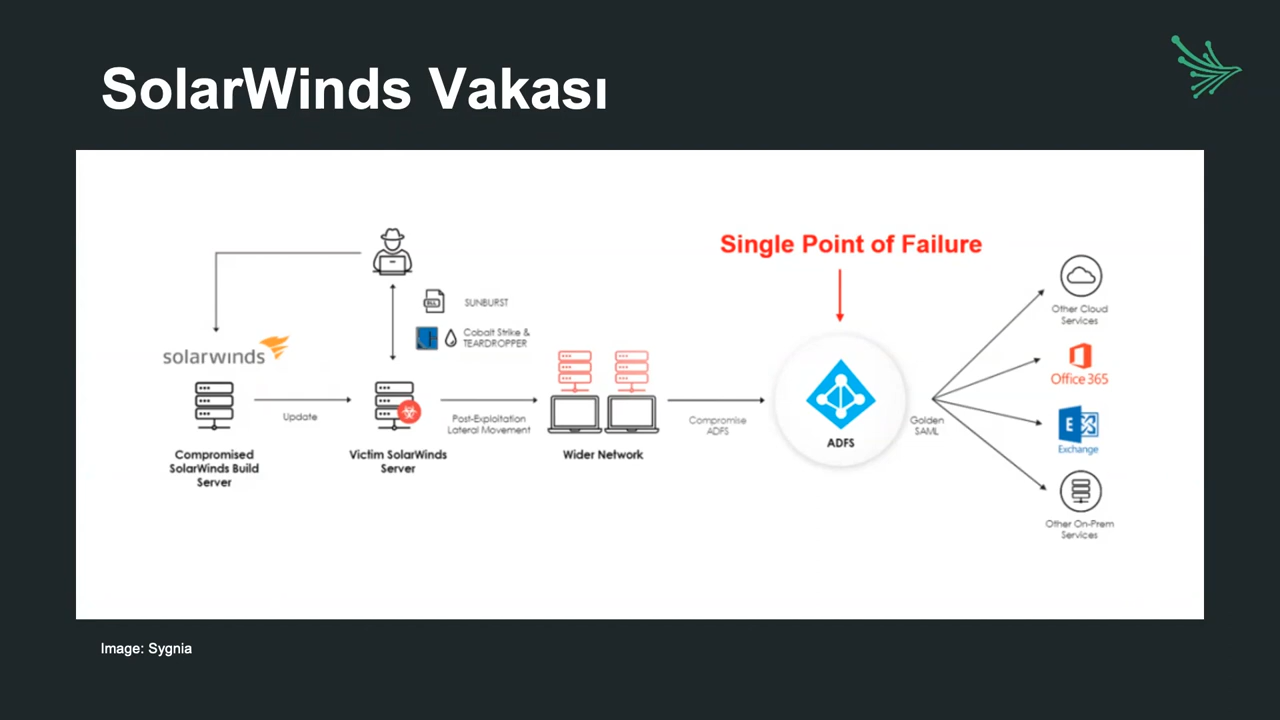 SolarWinds Vakası
Single Point of Failure
SUNBURST
Cobalt Strike &
TEARDROPPER
solarwinds
Update
Post-Exploitation
Lateral Movement
Compromise
ADFS
ADFS
Golden
SAML
Other Cloud
Services
Office 365
Exchange
Other On-Prem
Services
Compromised
SolarWinds Build
Server
Victim SolarWinds
Server
Wider Network
Image: Sygnia